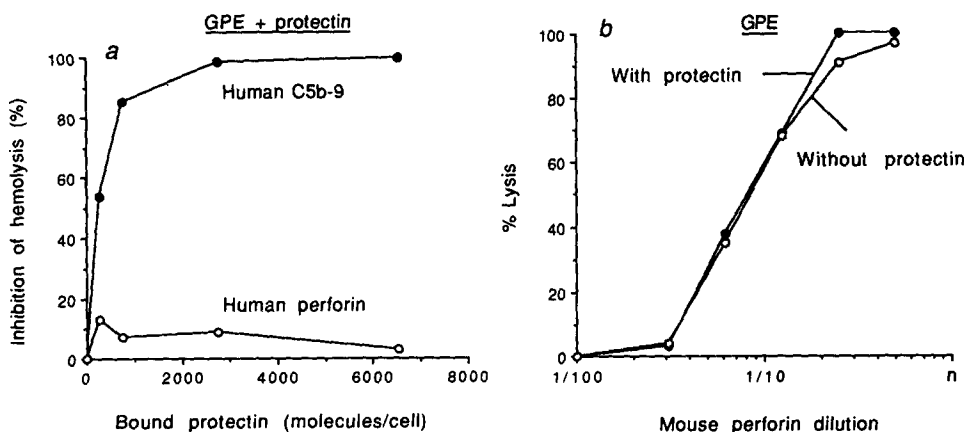 GPE + protectin
a
Inhibition of hemolysis (%)
100
80
60
40
20
0
Human C5b-9
Human perforin
0 2000 4000 6000 8000
Bound protectin (molecules/cell)
GPE
b
% Lysis
100
80
60
40
20
0
With protectin
Without protectin
1/100 1/10 n
Mouse perforin dilution